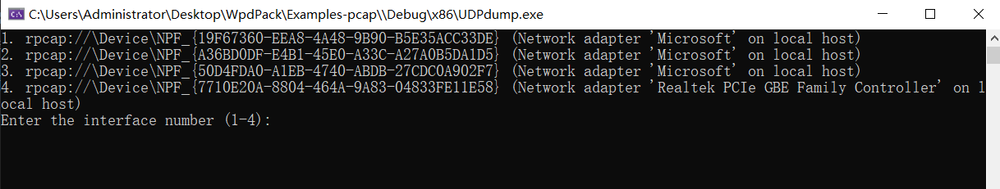 C:\Users\Administrator\Desktop\WpdPack\Examples-pcap\\Debug\x86\UDPdump.exe
1. rpcap://\Device\NPF_{19F67360-EEA8-4A48-9B90-B5E35ACC33DE} (Network adapter 'Microsoft' on local host)
2. rpcap://\Device\NPF_{A36BD0DF-E4B1-45E0-A33C-A27A0B5DA1D5} (Network adapter 'Microsoft' on local host)
3. rpcap://\Device\NPF_{50D4FDA0-A1EB-4740-ABDB-27CDC0A902F7} (Network adapter 'Microsoft' on local host)
4. rpcap://\Device\NPF_{7710E20A-8804-464A-9A83-04833FE11E58} (Network adapter 'Realtek PCIe GBE Family Controller' on l
ocal host)
Enter the interface number (1-4):